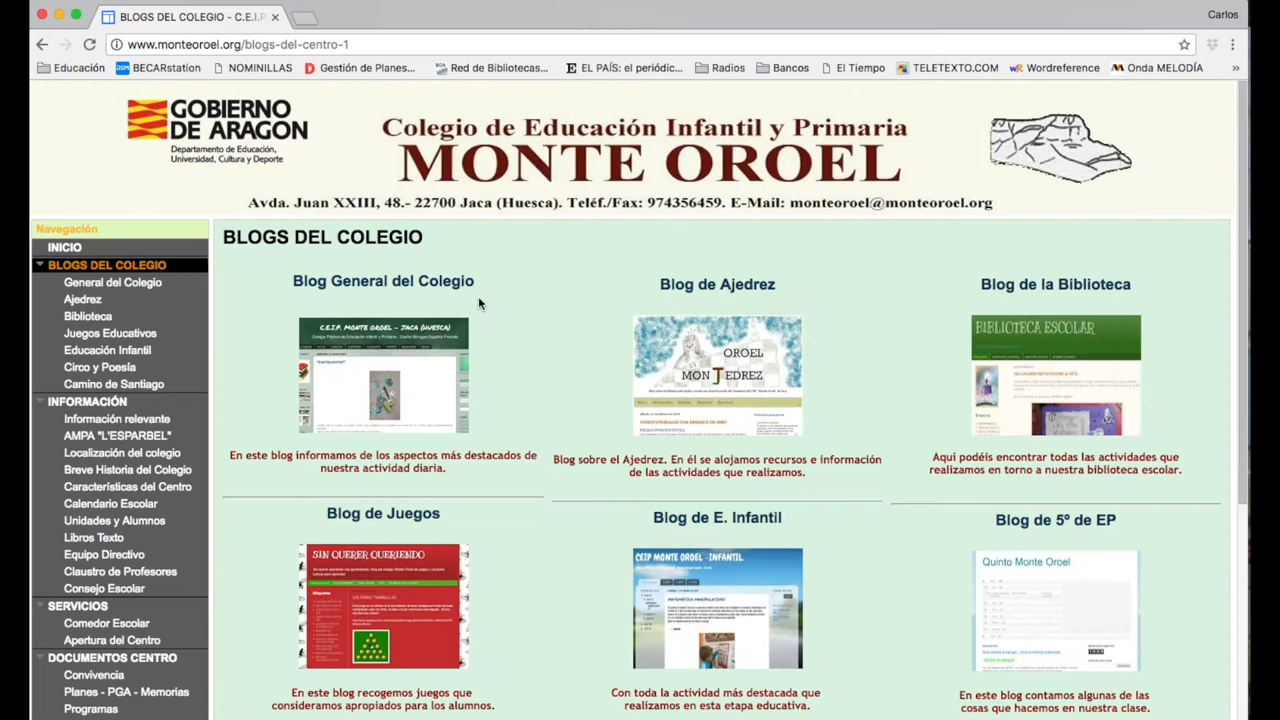 BLOGS DEL COLEGIO - C.E.I.P
Carlos
www.monteoroel.org/blogs-del-centro-1
Educación
BECARstation
NOMINILLAS
Gestión de Planes...
Red de Bibliotecas...
EL PAÍS: el periódic...
Radios
Bancos
El Tiempo
TELETEXTO.COM
Wordreference
Onda MELODÍA
»
GOBIERNO
DE ARAGON
Departamento de Educación,
Universidad, Cultura y Deporte
Colegio de Educación Infantil y Primaria
MONTE OROEL
Avda. Juan XXIII, 48.- 22700 Jaca (Huesca). Teléf./Fax: 974356459. E-Mail: monteoroel@monteoroel.org
Navegación
INICIO
BLOGS DEL COLEGIO
General del Colegio
Ajedrez
Biblioteca
Juegos Educativos
Educación Infantil
Circo y Poesía
Camino de Santiago
INFORMACIÓN
Información relevante
AMPA "L'ESPARBEL"
Localización del colegio
Breve Historia del Colegio
Características del Centro
Calendario Escolar
Unidades y Alumnos
Libros Texto
Equipo Directivo
Claustro de Profesores
Consejo Escolar
SERVICIOS
Comedor Escolar
Apertura del Centro
DOCUMENTOS CENTRO
Convivencia
Planes - PGA - Memorias
Programas
BLOGS DEL COLEGIO
Blog General del Colegio
C.E.I.P. MONTE OROEL - JACA (HUESCA)
En este blog informamos de los aspectos más destacados de
nuestra actividad diaria.
Blog de Ajedrez
OROEL
MON JEDREZ
Blog sobre el Ajedrez. En él se alojamos recursos e información
de las actividades que realizamos.
Blog de la Biblioteca
BIBLIOTECA ESCOLAR
Aquí podéis encontrar todas las actividades que
realizamos en torno a nuestra biblioteca escolar.
Blog de Juegos
SIN QUERER QUERIENDO
En este blog recogemos juegos que
consideramos apropiados para los alumnos.
Blog de E. Infantil
CEIP MONTE OROEL -INFANTIL
MATEMÁTICA MANIPULATIVA
Con toda la actividad más destacada que
realizamos en esta etapa educativa.
Blog de 5º de EP
Quinto Monte Oroel
En este blog contamos algunas de las
cosas que hacemos en nuestra clase.